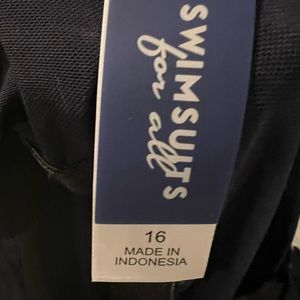 SWIMSUITS
for all
16
MADE IN
INDONESIA